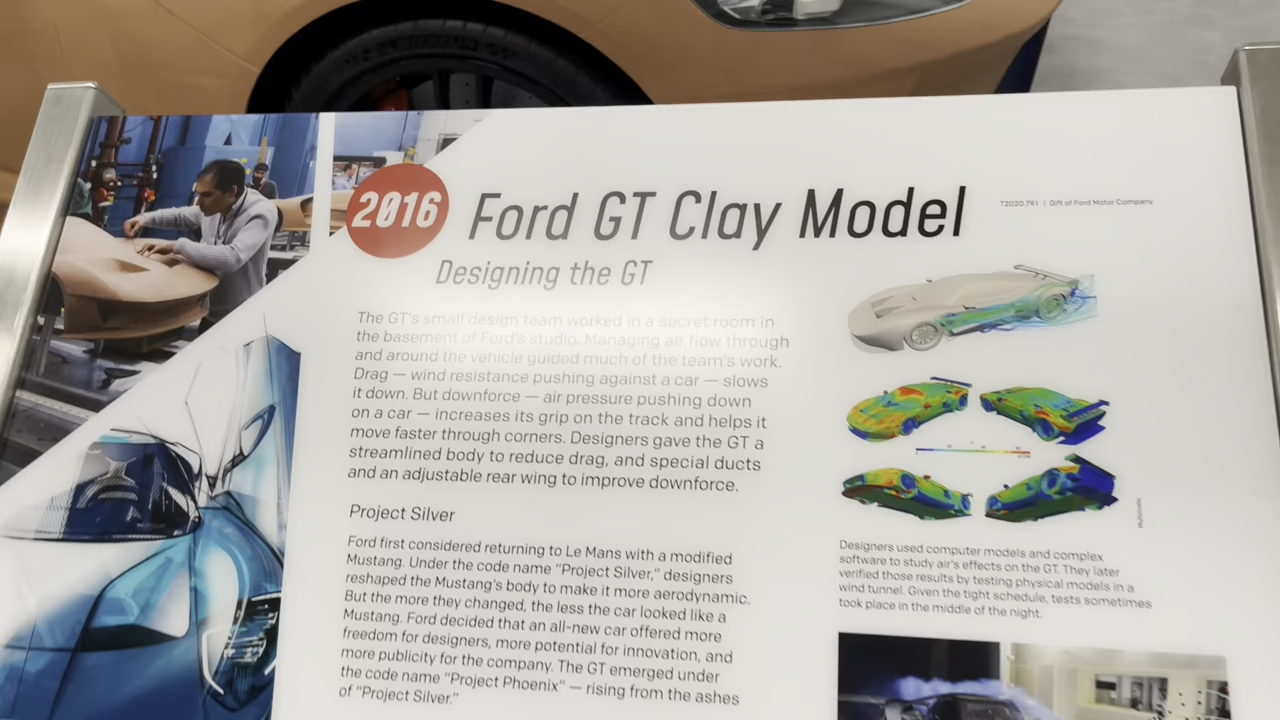 2016
Ford GT Clay Model
T2020.79.1 | Gift of Ford Motor Company
Designing the GT
The GT's small design team worked in a secret room in
the basement of Ford's studio. Managing air flow through
and around the vehicle guided much of the team's work.
Drag — wind resistance pushing against a car — slows
it down. But downforce — air pressure pushing down
on a car — increases its grip on the track and helps it
move faster through corners. Designers gave the GT a
streamlined body to reduce drag, and special ducts
and an adjustable rear wing to improve downforce.
Project Silver
Ford first considered returning to Le Mans with a modified
Mustang. Under the code name "Project Silver," designers
reshaped the Mustang's body to make it more aerodynamic.
But the more they changed, the less the car looked like a
Mustang. Ford decided that an all-new car offered more
freedom for designers, more potential for innovation, and
more publicity for the company. The GT emerged under
the code name "Project Phoenix" — rising from the ashes
of "Project Silver."
Designers used computer models and complex
software to study air's effects on the GT. They later
verified those results by testing physical models in a
wind tunnel. Given the tight schedule, tests sometimes
took place in the middle of the night.